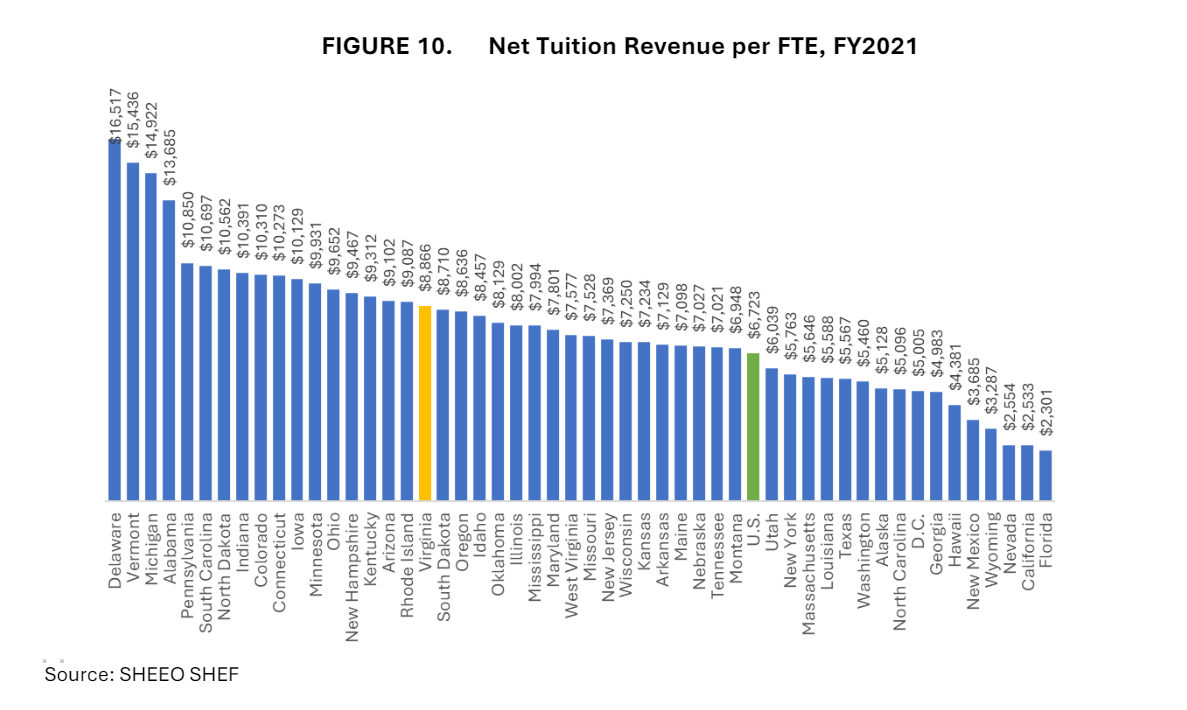 FIGURE 10. Net Tuition Revenue per FTE, FY2021
$16,517
$15,436
$14,922
$13,685
$10,850
$10,697
$10,562
$10,391
$10,310
$10,273
$10,129
$9,931
$9,652
$9,467
$9,312
$9,102
$9,087
$8,866
$8,710
$8,636
$8,457
$8,129
$8,002
$7,994
$7,801
$7,577
$7,528
$7,369
$7,250
$7,234
$7,129
$7,098
$7,027
$7,021
$6,948
$6,723
$6,039
$5,763
$5,646
$5,588
$5,567
$5,460
$5,128
$5,096
$5,005
$4,983
$4,381
$3,685
$3,287
$2,554
$2,533
$2,301
Delaware
Vermont
Michigan
Alabama
Pennsylvania
South Carolina
North Dakota
Indiana
Colorado
Connecticut
Iowa
Minnesota
Ohio
New Hampshire
Kentucky
Arizona
Rhode Island
Virginia
South Dakota
Oregon
Idaho
Oklahoma
Illinois
Mississippi
Maryland
West Virginia
Missouri
New Jersey
Wisconsin
Kansas
Arkansas
Maine
Nebraska
Tennessee
Montana
U.S.
Utah
New York
Massachusetts
Louisiana
Texas
Washington
Alaska
North Carolina
D.C.
Georgia
Hawaii
New Mexico
Wyoming
Nevada
California
Florida
Source: SHEEO SHEF